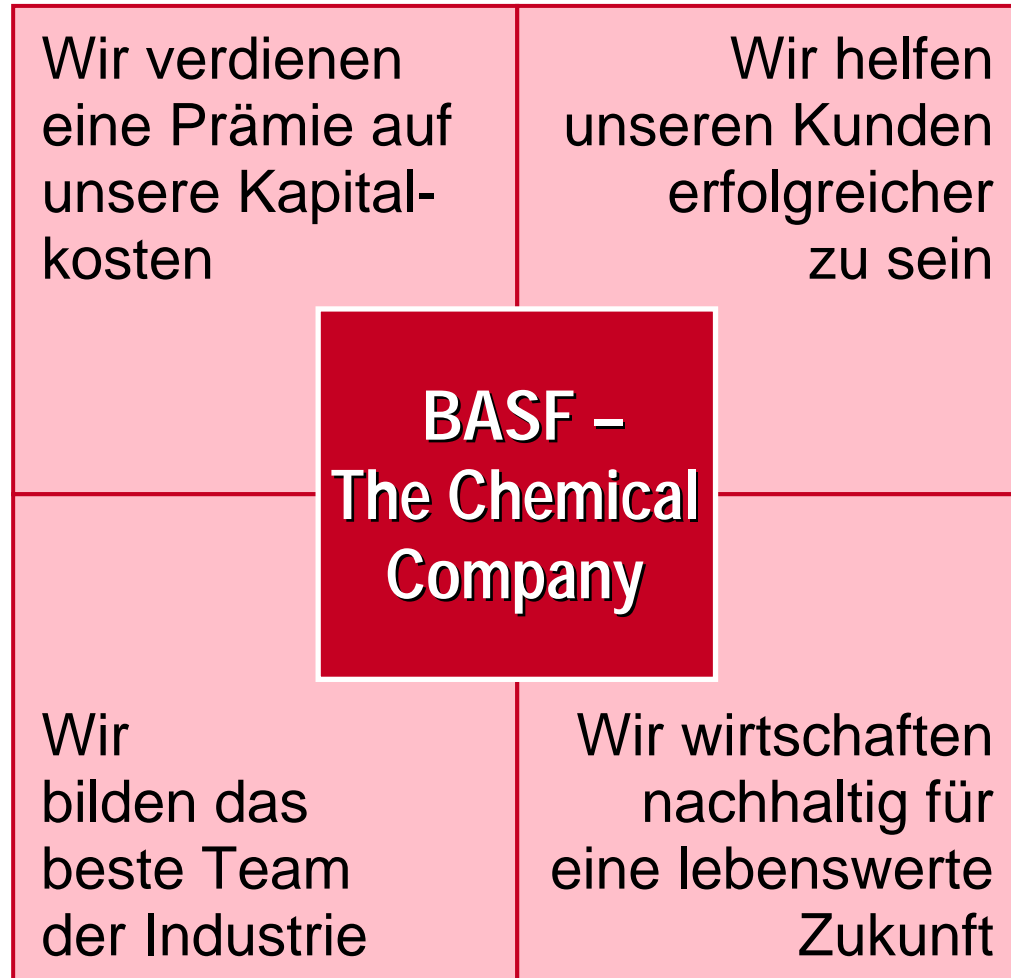 Wir verdienen
eine Prämie auf
unsere Kapital-
kosten
Wir helfen
unseren Kunden
erfolgreicher
zu sein
BASF –
The Chemical
Company
Wir
bilden das
beste Team
der Industrie
Wir wirtschaften
nachhaltig für
eine lebenswerte
Zukunft